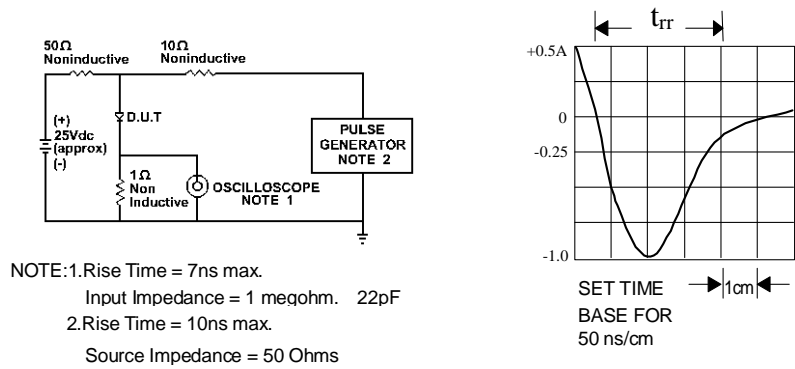 50Ω
Noninductive
10Ω
Noninductive
(+)
25Vdc
(approx)
(-)
D.U.T
1Ω
Non
Inductive
OSCILLOSCOPE
NOTE 1
PULSE
GENERATOR
NOTE 2
NOTE:1.Rise Time = 7ns max.
Input Impedance = 1 megohm. 22pF
2.Rise Time = 10ns max.
Source Impedance = 50 Ohms
trr
+0.5A
0
-0.25
-1.0
1cm
SET TIME
BASE FOR
50 ns/cm